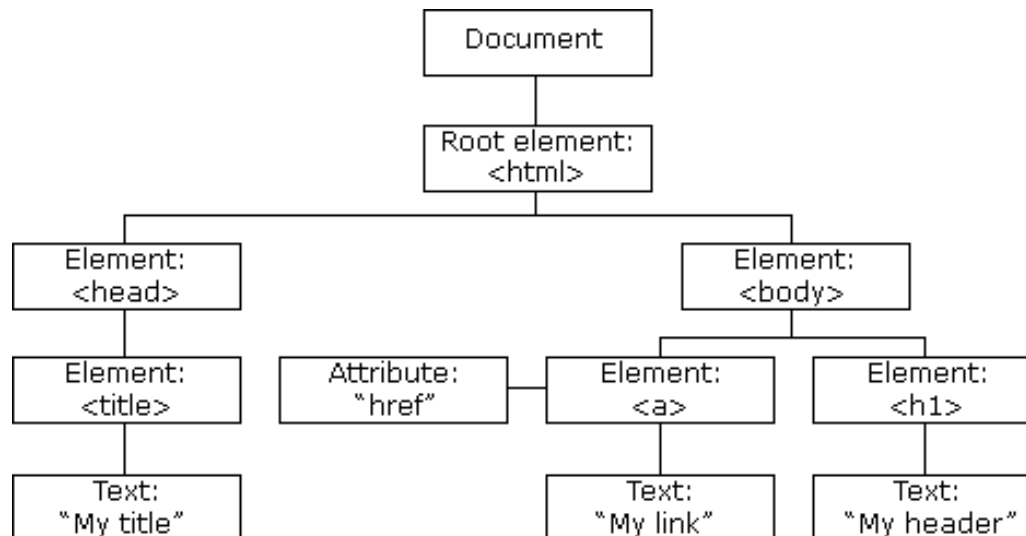 Document
Root element:
<html>
Element:
<head>
Element:
<body>
Element:
<title>
Attribute:
“href”
Element:
<a>
Element:
<h1>
Text:
“My title”
Text:
“My link”
Text:
“My header”